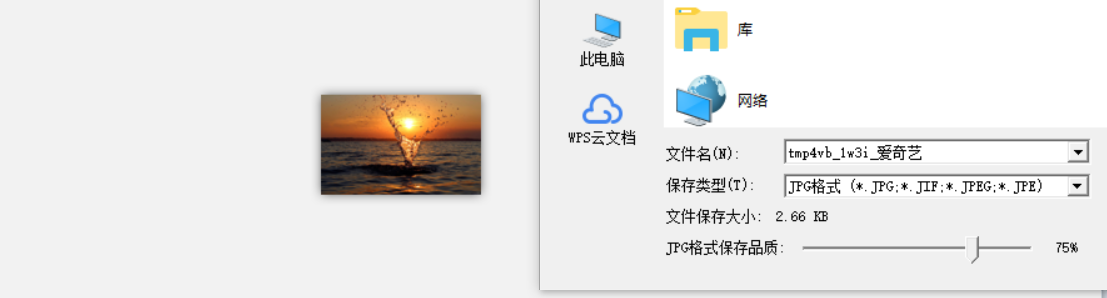 此电脑
WPS云文档
库
网络
文件名(N):
tmp4vb_1w3i_爱奇艺
保存类型(T):
JPG格式 (*.JPG;*.JIF;*.JPEG;*.JPE)
文件保存大小: 2.66 KB
JPG格式保存品质:
75%